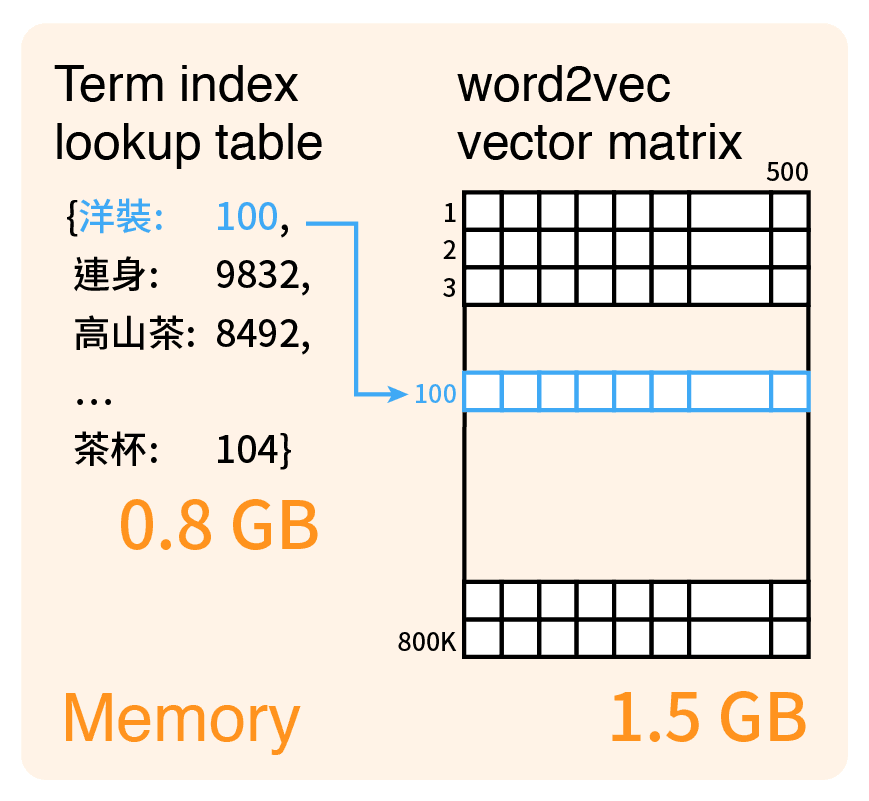 Term index
lookup table
{洋裝: 100,
連身: 9832,
高山茶: 8492,
...
茶杯: 104}
0.8 GB
word2vec
vector matrix
500
1
2
3
100
800K
Memory
1.5 GB